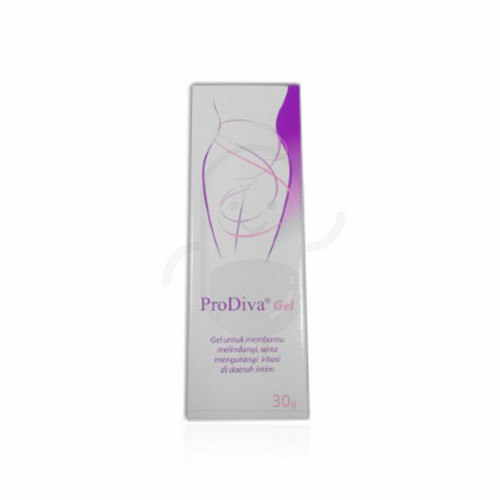 ProDiva® Gel
Gel untuk membantu
melindungi, serta
mengurangi iritasi
di daerah intim
30g